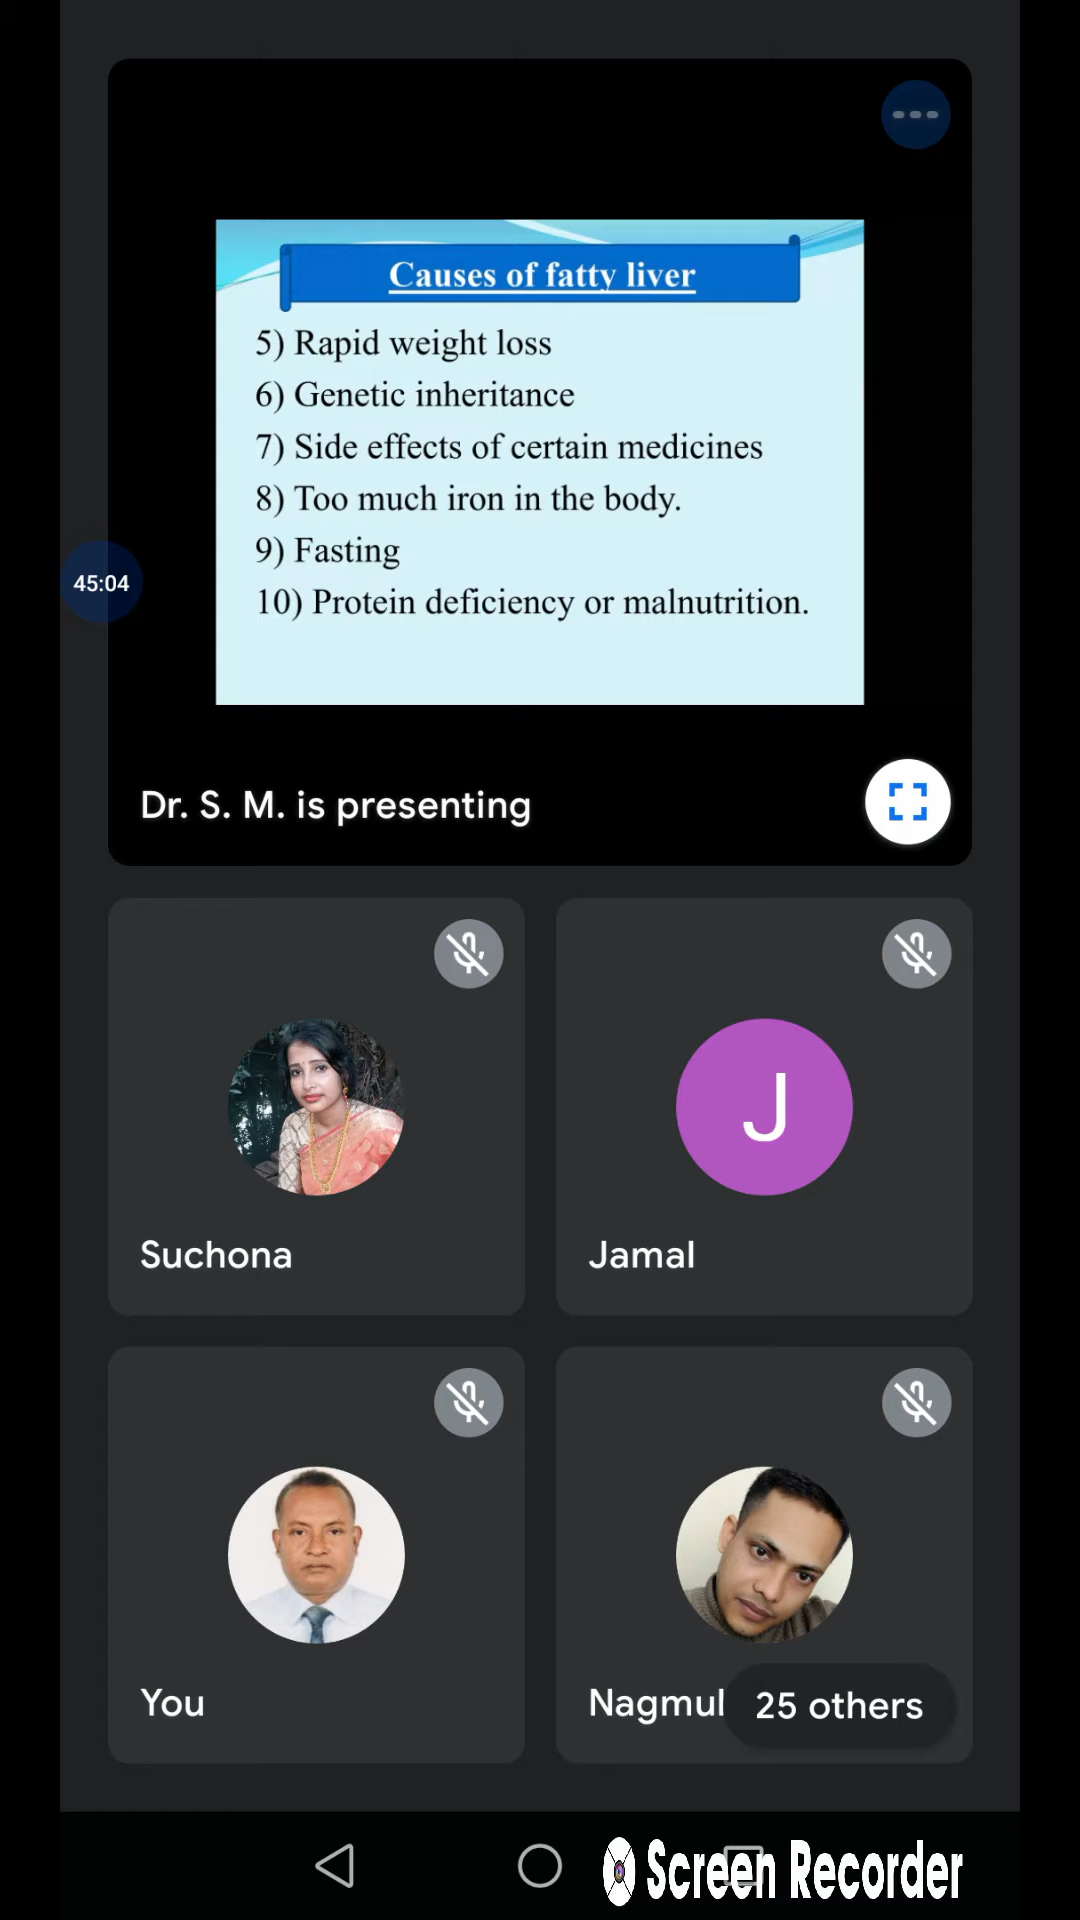 Causes of fatty liver
5) Rapid weight loss
6) Genetic inheritance
7) Side effects of certain medicines
8) Too much iron in the body.
9) Fasting
10) Protein deficiency or malnutrition.
45:04
Dr. S. M. is presenting
J
Suchona
Jamal
You
Nagmul
25 others
Screen Recorder